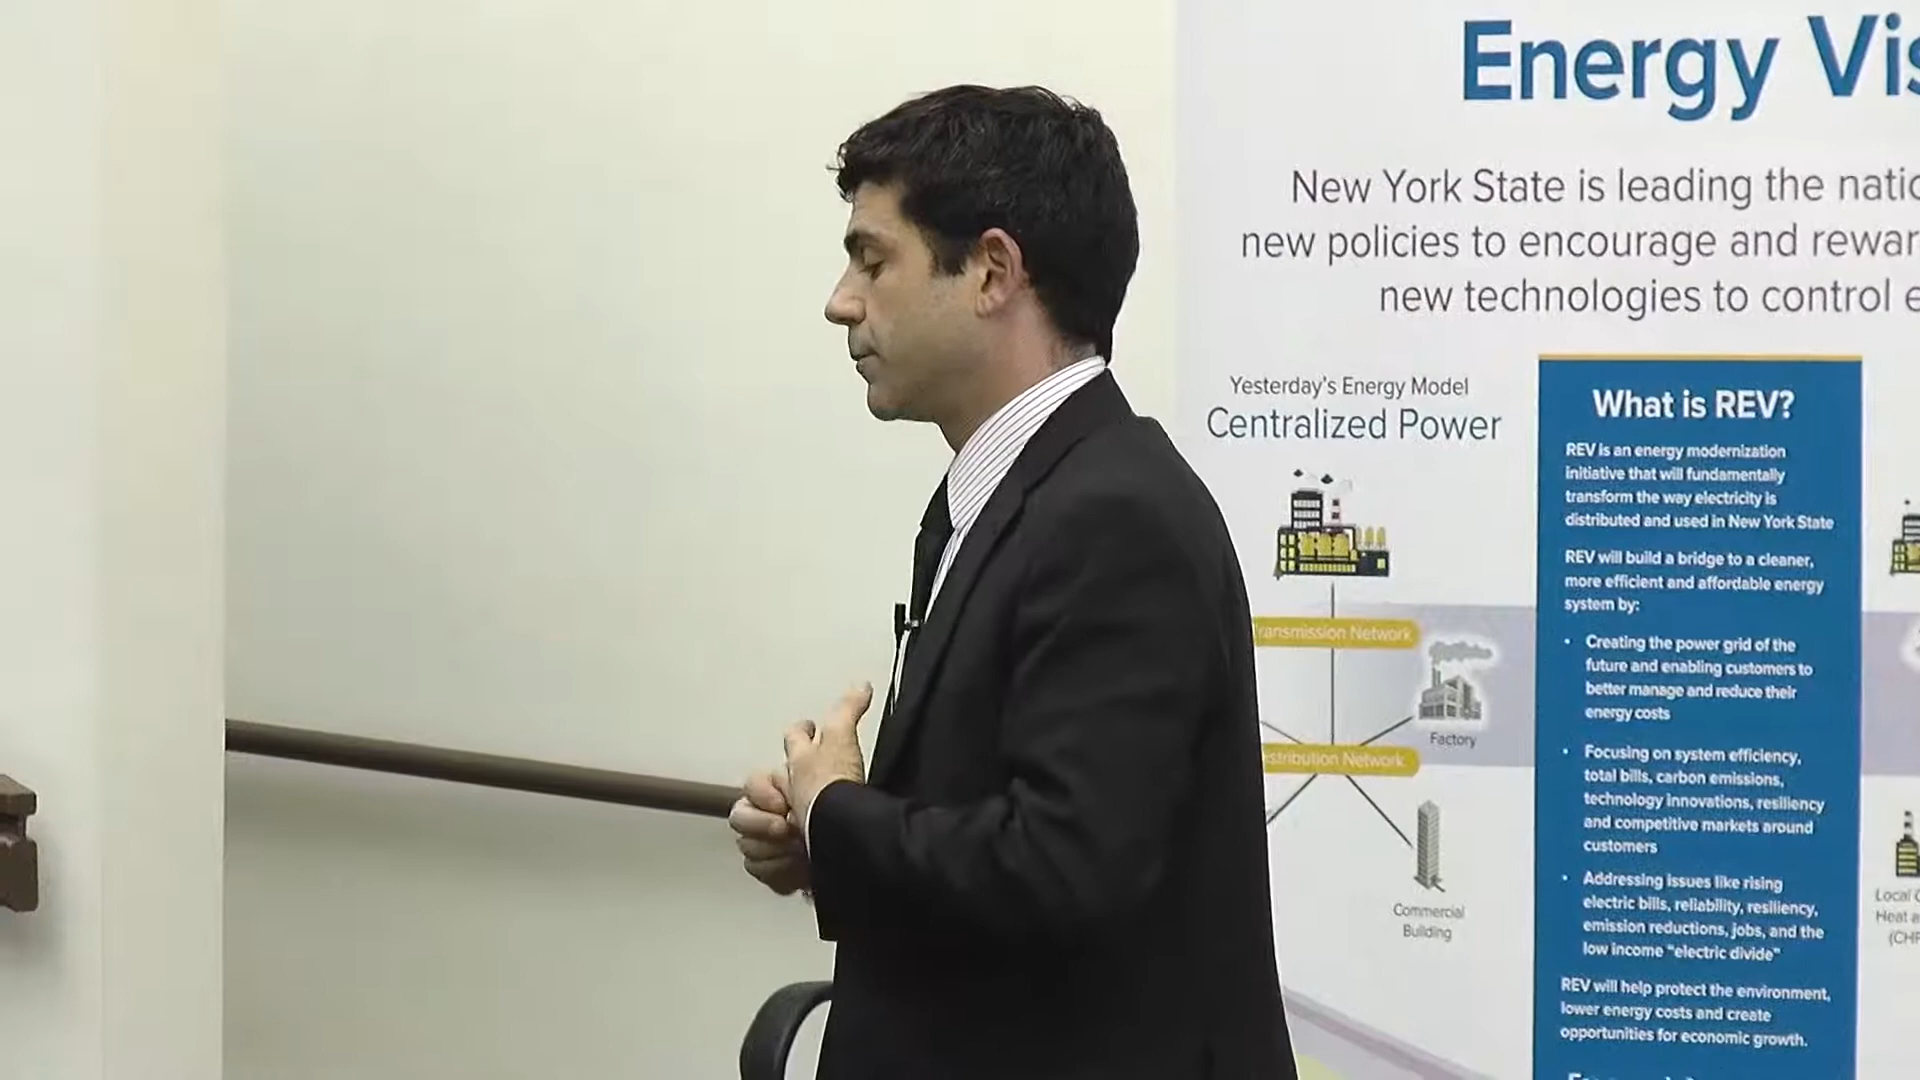 Energy
New York State is leading the
new policies to encourage and
new technologies to control
Yesterday's Energy Model
Centralized Power
Network
Factory
Network
Commercial
Building
What is REV?
REV is an energy modernization
initiative that will fundamentally
transform the way electricity is
distributed and used in New York State
REV will build a bridge to a cleaner,
more efficient and affordable energy
system by:
• Creating the power grid of the
future and enabling customers to
better manage and reduce their
energy costs
• Focusing on system efficiency,
total bills, carbon emissions,
technology innovations, resiliency
and competitive markets around
customers
• Addressing issues like rising
electric bills, reliability, resiliency,
emission reductions, jobs, and the
low income “electric divide”
REV will help protect the environment,
lower energy costs and create
opportunities for economic growth.
Local
Heat